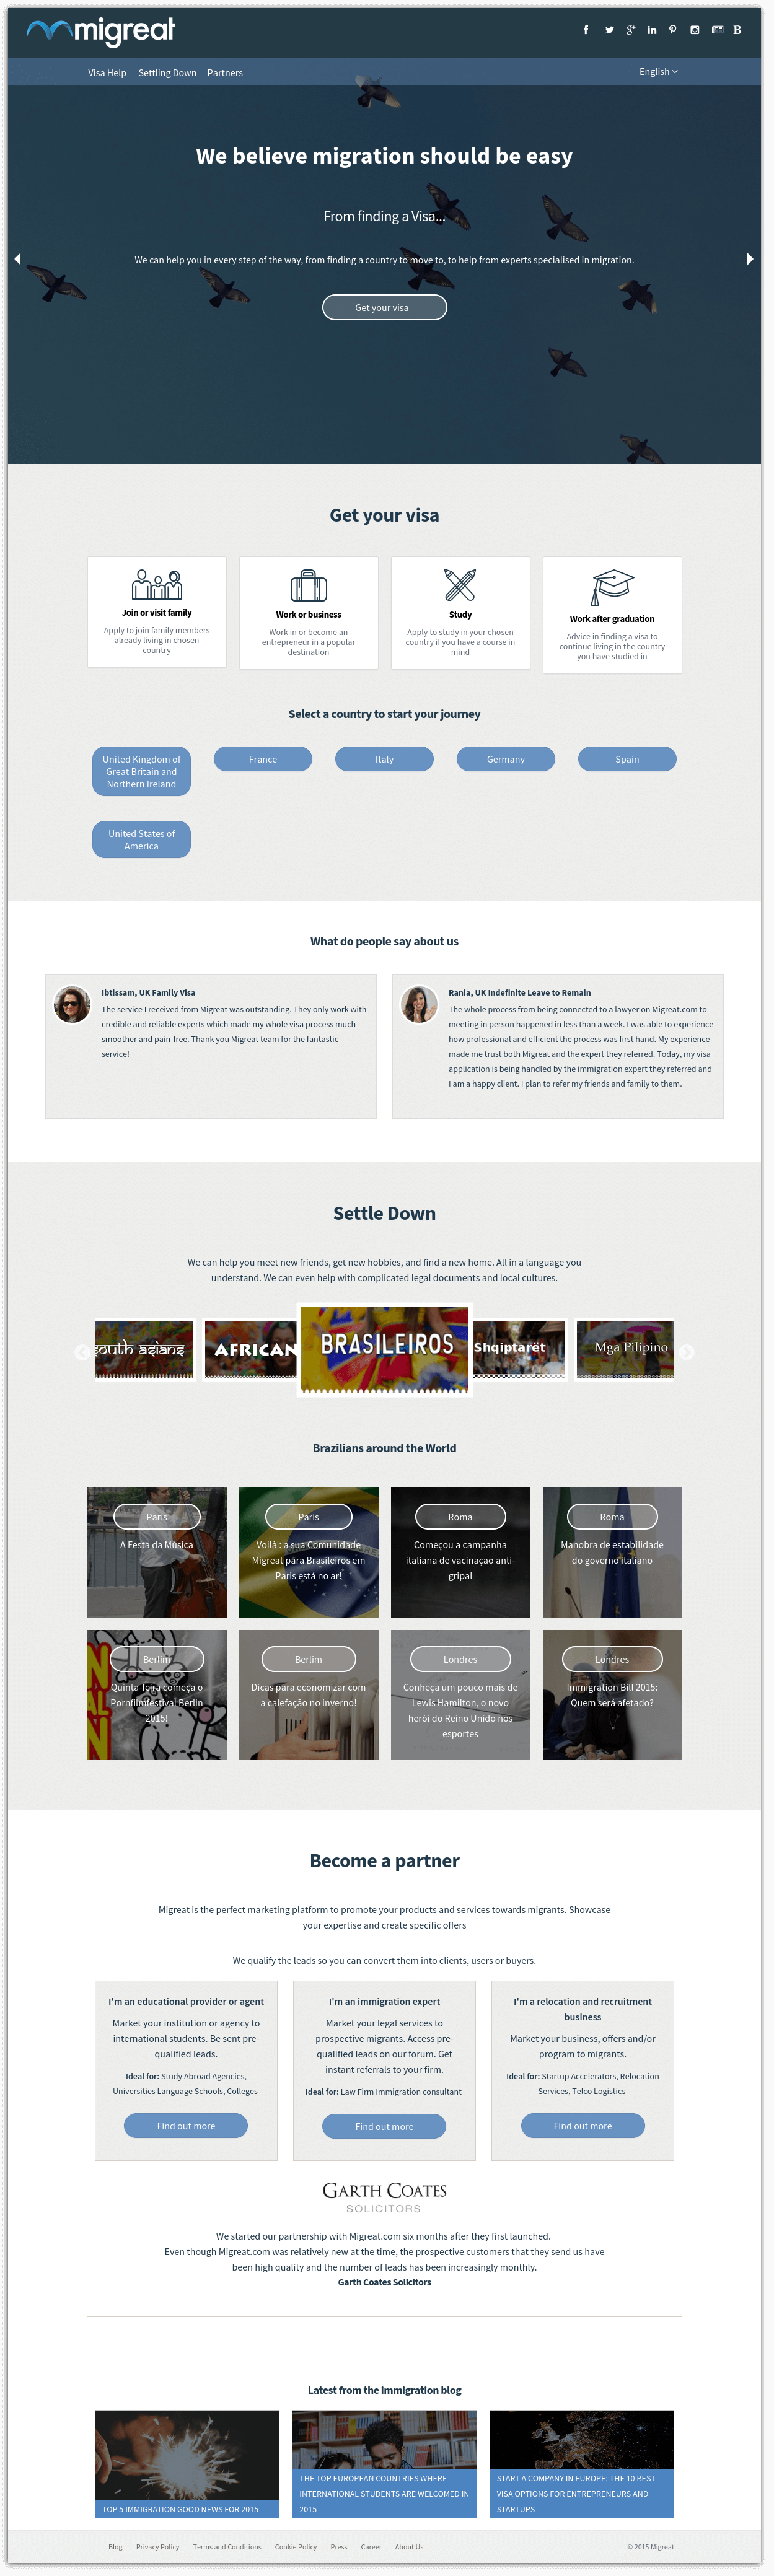 migreat
B
Visa Help Settling Down Partners
English
We believe migration should be easy
From finding a Visa...
We can help you in every step of the way, from finding a country to move to, to help from experts specialised in migration.
Get your visa
Get your visa
Join or visit family
Apply to join family members
already living in chosen
country
Work or business
Work in or become an
entrepreneur in a popular
destination
Study
Apply to study in your chosen
country if you have a course in
mind
Work after graduation
Advice in finding a visa to
continue living in the country
you have studied in
Select a country to start your journey
United Kingdom of
Great Britain and
Northern Ireland
France
Italy
Germany
Spain
United States of
America
What do people say about us
Ibtissam, UK Family Visa
The service I received from Migreat was outstanding. They only work with
credible and reliable experts which made my whole visa process much
smoother and pain-free. Thank you Migreat team for the fantastic
service!
Rania, UK Indefinite Leave to Remain
The whole process from being connected to a lawyer on Migreat.com to
meeting in person happened in less than a week. I was able to experience
how professional and efficient the process was first hand. My experience
made me trust both Migreat and the expert they referred. Today, my visa
application is being handled by the immigration expert they referred and
I am a happy client. I plan to refer my friends and family to them.
Settle Down
We can help you meet new friends, get new hobbies, and find a new home. All in a language you
understand. We can even help with complicated legal documents and local cultures.
south asians
AFRICAN
BRASILEIROS
Shqiptarët
Mga Pilipino
Brazilians around the World
Paris
A Festa da Música
Paris
Voilà : a sua Comunidade
Migreat para Brasileiros em
Paris está no ar!
Roma
Começou a campanha
italiana de vacinação anti-
gripal
Roma
Manobra de estabilidade
do governo italiano
Berlim
Quinta-feira começa o
Pornfilmfestival Berlin
2015!
Berlim
Dicas para economizar com
a calefação no inverno!
Londres
Conheça um pouco mais de
Lewis Hamilton, o novo
herói do Reino Unido nos
esportes
Londres
Immigration Bill 2015:
Quem será afetado?
Become a partner
Migreat is the perfect marketing platform to promote your products and services towards migrants. Showcase
your expertise and create specific offers
We qualify the leads so you can convert them into clients, users or buyers.
I'm an educational provider or agent
Market your institution or agency to
international students. Be sent pre-
qualified leads.
Ideal for: Study Abroad Agencies,
Universities Language Schools, Colleges
Find out more
I'm an immigration expert
Market your legal services to
prospective migrants. Access pre-
qualified leads on our forum. Get
instant referrals to your firm.
Ideal for: Law Firm Immigration consultant
Find out more
I'm a relocation and recruitment
business
Market your business, offers and/or
program to migrants.
Ideal for: Startup Accelerators, Relocation
Services, Telco Logistics
Find out more
GARTH COATES
SOLICITORS
We started our partnership with Migreat.com six months after they first launched.
Even though Migreat.com was relatively new at the time, the prospective customers that they send us have
been high quality and the number of leads has been increasingly monthly.
Garth Coates Solicitors
Latest from the immigration blog
TOP 5 IMMIGRATION GOOD NEWS FOR 2015
THE TOP EUROPEAN COUNTRIES WHERE
INTERNATIONAL STUDENTS ARE WELCOMED IN
2015
START A COMPANY IN EUROPE: THE 10 BEST
VISA OPTIONS FOR ENTREPRENEURS AND
STARTUPS
Blog Privacy Policy Terms and Conditions Cookie Policy Press Career About Us
© 2015 Migreat